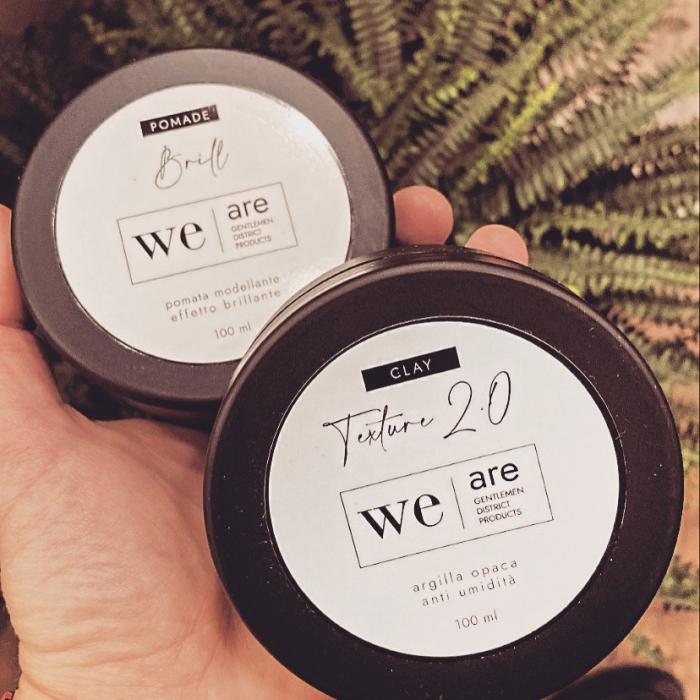 POMADE
Brill
we are
GENTLEMEN
DISTRICT
PRODUCTS
pomata modellante
effetto brillante
100 ml
CLAY
Texture 2.0
we are
GENTLEMEN
DISTRICT
PRODUCTS
argilla opaca
anti umidità
100 ml